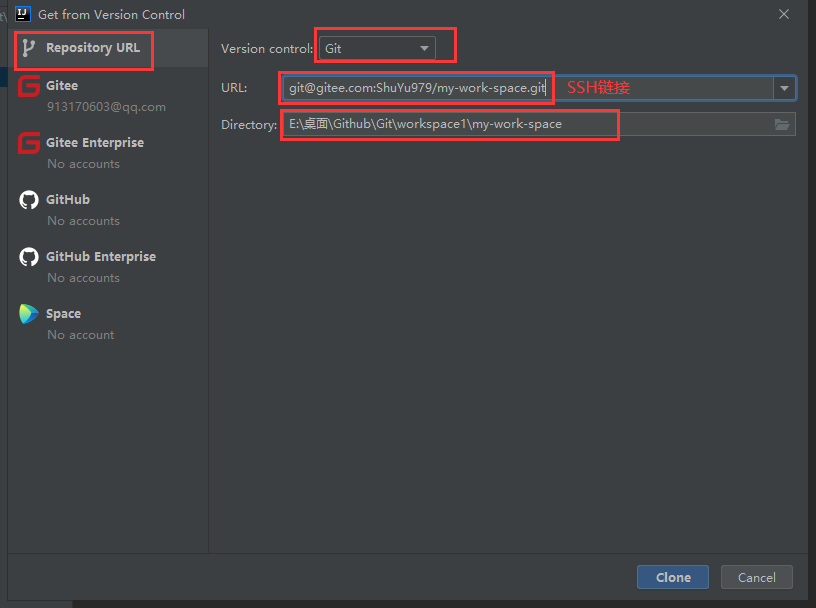 Get from Version Control
Repository URL
Gitee
913170603@qq.com
Gitee Enterprise
No accounts
GitHub
No accounts
GitHub Enterprise
No accounts
Space
No account
Version control: Git
URL: git@gitee.com:ShuYu979/my-work-space.git SSH链接
Directory: E:\桌面\Github\Git\workspace1\my-work-space
Clone Cancel